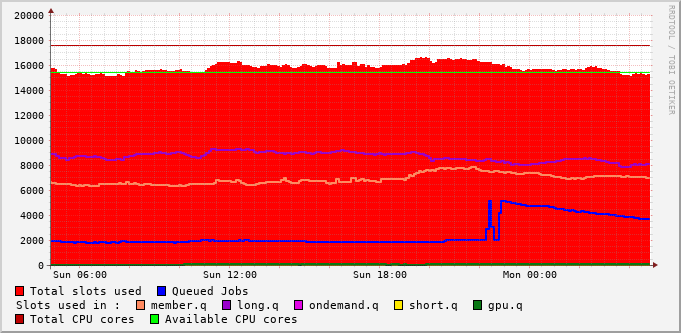 20000
18000
16000
14000
12000
10000
8000
6000
4000
2000
0
Sun 06:00 Sun 12:00 Sun 18:00 Mon 00:00
Total slots used Queued Jobs
Slots used in : member.q long.q ondemand.q short.q gpu.q
Total CPU cores Available CPU cores
RRDTOOL / TOBI OETIKER